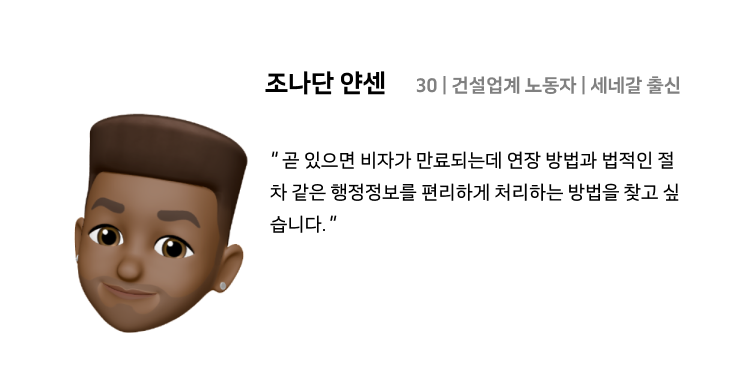 조나단 얀센 30 | 건설업계 노동자 | 세네갈 출신
" 곧 있으면 비자가 만료되는데 연장 방법과 법적인 절
차 같은 행정정보를 편리하게 처리하는 방법을 찾고 싶
습니다. "